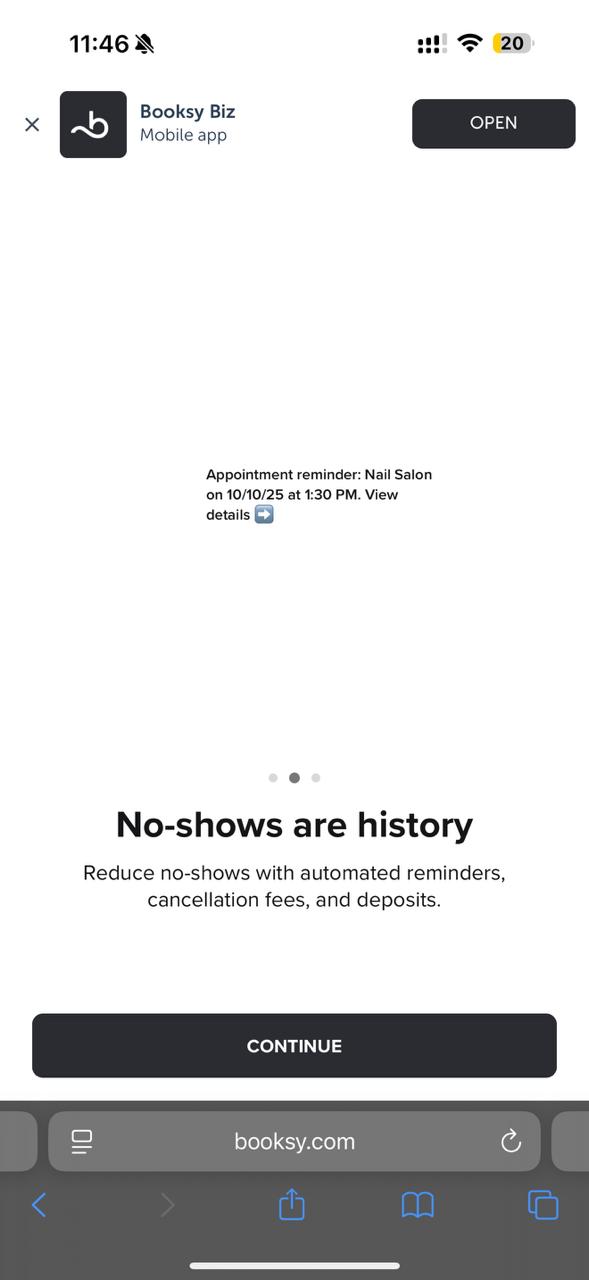 11:46
20
Booksy Biz
Mobile app
OPEN
Appointment reminder: Nail Salon
on 10/10/25 at 1:30 PM. View
details ➡️
No-shows are history
Reduce no-shows with automated reminders,
cancellation fees, and deposits.
CONTINUE
booksy.com